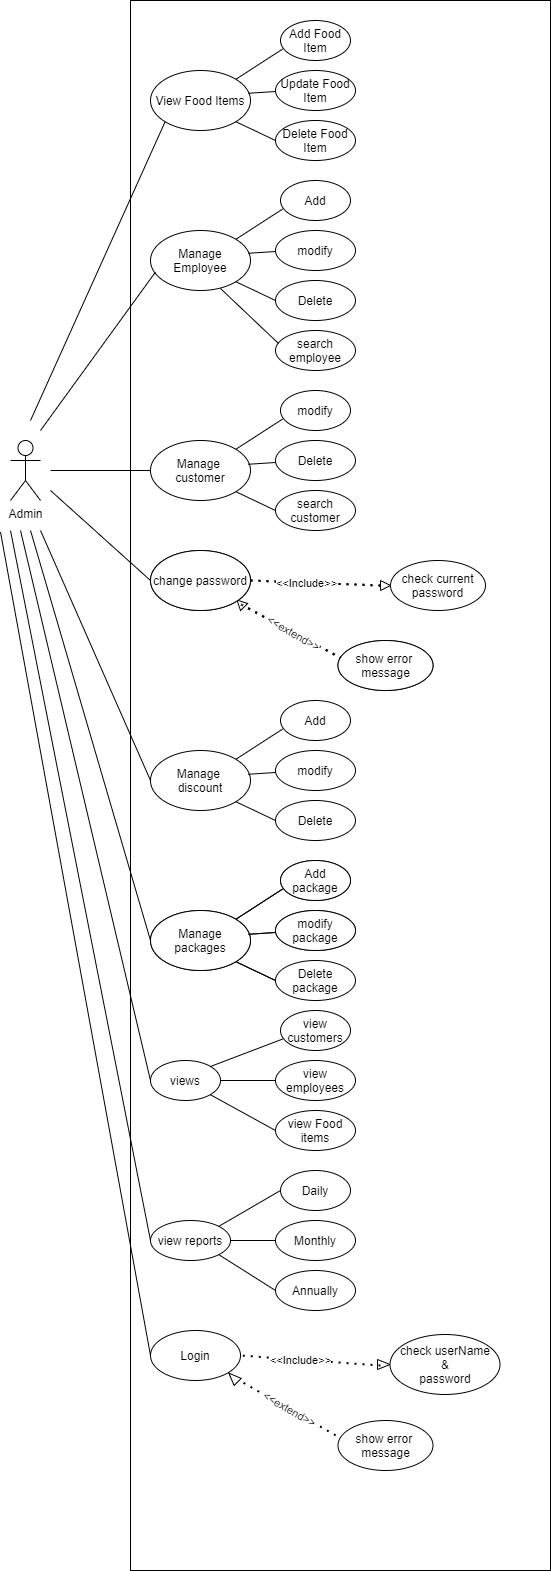 Add Food
Item
View Food Items
Update Food
Item
Delete Food
Item
Add
Manage
Employee
modify
Delete
search
employee
modify
Manage
customer
Delete
search
customer
Admin
change password
<<Include>>
check current
password
<<extend>>
show error
message
Add
Manage
discount
modify
Delete
Add
package
Manage
packages
modify
package
Delete
package
view
customers
views
view
employees
view Food
items
Daily
view reports
Monthly
Annually
Login
<<Include>>
check userName
&
password
<<extend>>
show error
message